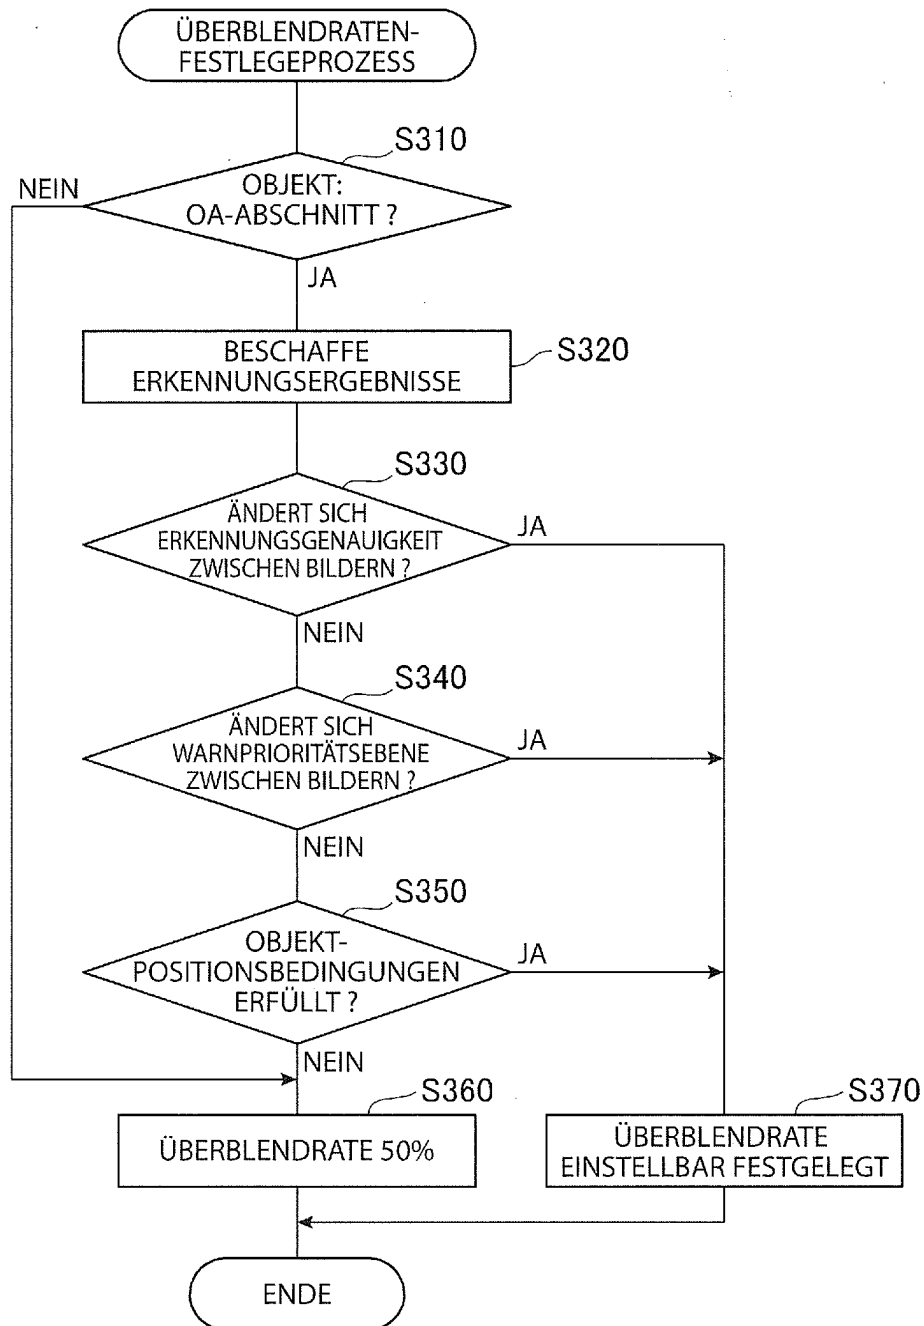 ÜBERBLENDRATEN-
FESTLEGEPROZESS
S310
NEIN
OBJEKT:
OA-ABSCHNITT ?
JA
BESCHAFFE
ERKENNUNGSERGEBNISSE
S320
S330
ÄNDERT SICH
ERKENNUNGSGENAUIGKEIT
ZWISCHEN BILDERN ?
JA
NEIN
S340
ÄNDERT SICH
WARNPRIORITÄTSEBENE
ZWISCHEN BILDERN ?
JA
NEIN
S350
OBJEKT-
POSITIONSBEDINGUNGEN
ERFÜLLT ?
JA
NEIN
S360
ÜBERBLENDRATE 50%
S370
ÜBERBLENDRATE
EINSTELLBAR FESTGELEGT
ENDE